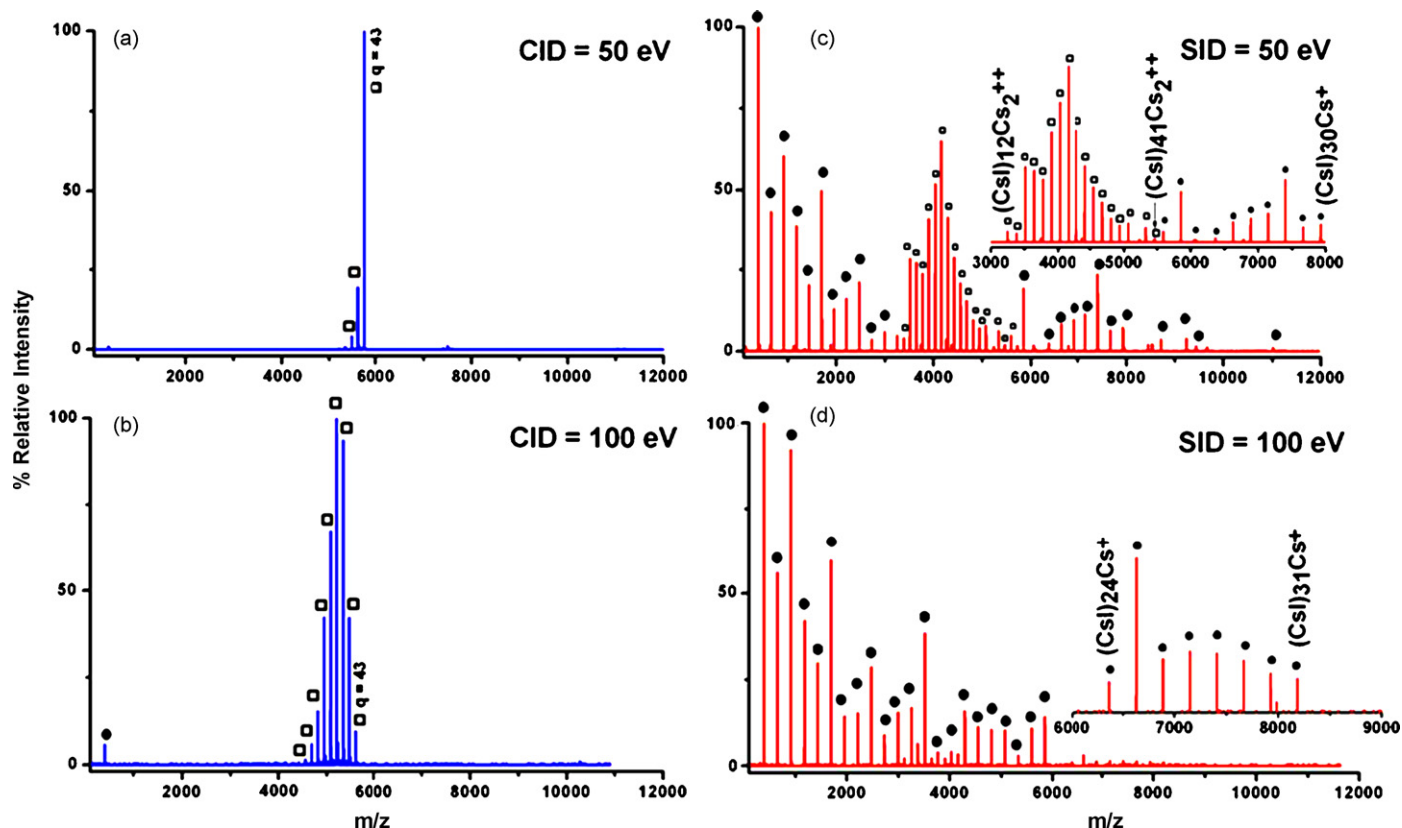 % Relative Intensity
(a)
CID = 50 eV
q = 43
100
50
0
2000 4000 6000 8000 10000 12000
(c)
SID = 50 eV
(CsI)12Cs2++
(CsI)41Cs2++
(CsI)30Cs+
3000 4000 5000 6000 7000 8000
100
50
0
2000 4000 6000 8000 10000 12000
(b)
CID = 100 eV
q = 43
100
50
0
2000 4000 6000 8000 10000 12000
m/z
(d)
SID = 100 eV
(CsI)24Cs+
(CsI)31Cs+
6000 7000 8000 9000
100
50
0
2000 4000 6000 8000 10000 12000
m/z